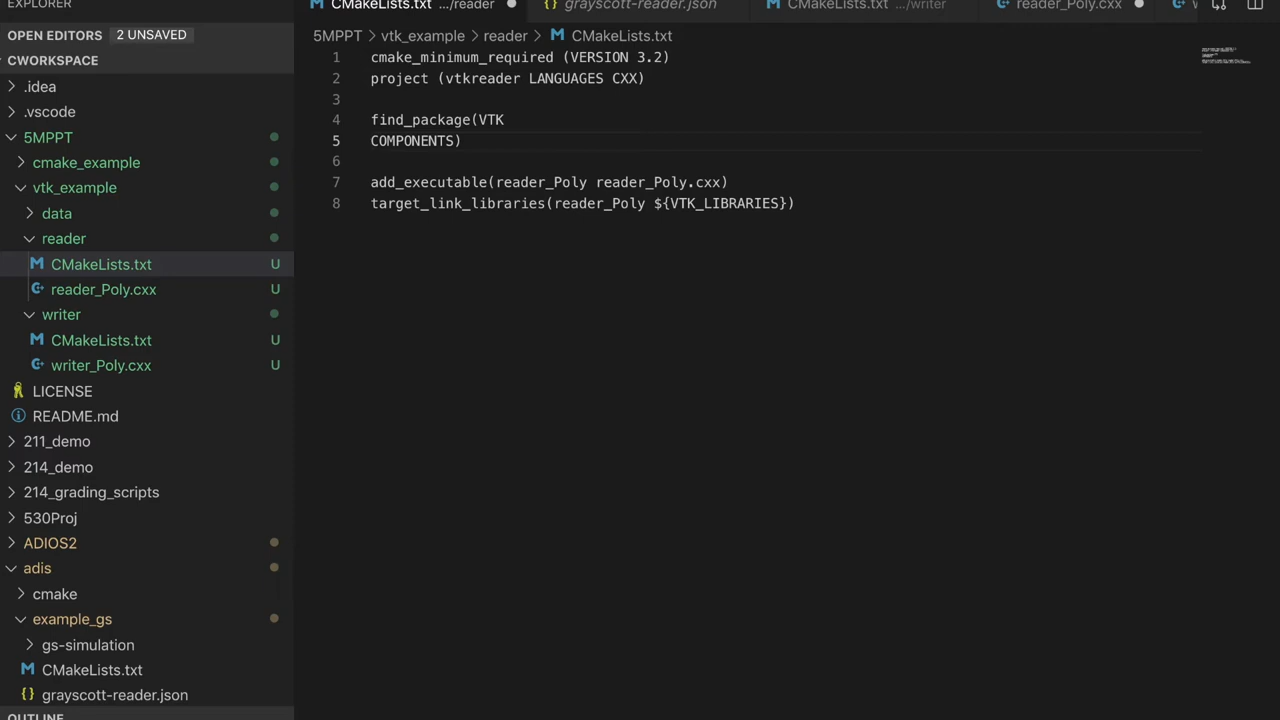 EXPLORER
OPEN EDITORS 2 UNSAVED
CWORKSPACE
.idea
.vscode
5MPPT
cmake_example
vtk_example
data
reader
CMakeLists.txt U
reader_Poly.cxx U
writer
CMakeLists.txt U
writer_Poly.cxx U
LICENSE
README.md
211_demo
214_demo
214_grading_scripts
530Proj
ADIOS2
adis
cmake
example_gs
gs-simulation
CMakeLists.txt
grayscott-reader.json
OUTLINE
CMakeLists.txt .../reader
grayscott-reader.json
CMakeLists.txt .../writer
reader_Poly.cxx
5MPPT > vtk_example > reader > CMakeLists.txt
1 cmake_minimum_required (VERSION 3.2)
2 project (vtkreader LANGUAGES CXX)
3
4 find_package(VTK
5 COMPONENTS)
6
7 add_executable(reader_Poly reader_Poly.cxx)
8 target_link_libraries(reader_Poly ${VTK_LIBRARIES})